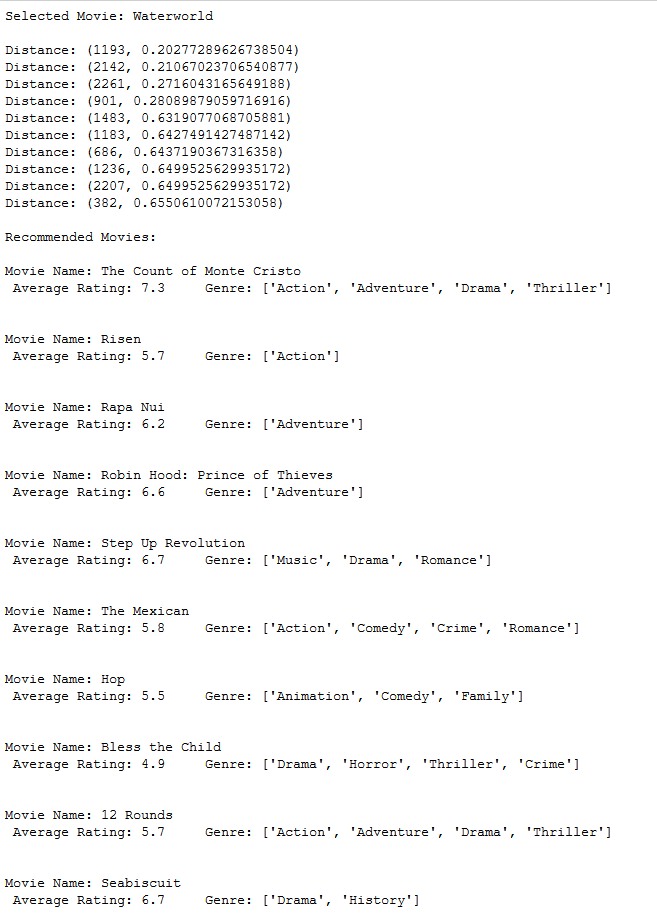 Selected Movie: Waterworld
Distance: (1193, 0.20277289626738504)
Distance: (2142, 0.21067023706540877)
Distance: (2261, 0.2716043165649188)
Distance: (901, 0.28089879059716916)
Distance: (1483, 0.6319077068705881)
Distance: (1183, 0.6427491427487142)
Distance: (686, 0.6437190367316358)
Distance: (1236, 0.6499525629935172)
Distance: (2207, 0.6499525629935172)
Distance: (382, 0.6550610072153058)
Recommended Movies:
Movie Name: The Count of Monte Cristo
Average Rating: 7.3     Genre: ['Action', 'Adventure', 'Drama', 'Thriller']
Movie Name: Risen
Average Rating: 5.7     Genre: ['Action']
Movie Name: Rapa Nui
Average Rating: 6.2     Genre: ['Adventure']
Movie Name: Robin Hood: Prince of Thieves
Average Rating: 6.6     Genre: ['Adventure']
Movie Name: Step Up Revolution
Average Rating: 6.7     Genre: ['Music', 'Drama', 'Romance']
Movie Name: The Mexican
Average Rating: 5.8     Genre: ['Action', 'Comedy', 'Crime', 'Romance']
Movie Name: Hop
Average Rating: 5.5     Genre: ['Animation', 'Comedy', 'Family']
Movie Name: Bless the Child
Average Rating: 4.9     Genre: ['Drama', 'Horror', 'Thriller', 'Crime']
Movie Name: 12 Rounds
Average Rating: 5.7     Genre: ['Action', 'Adventure', 'Drama', 'Thriller']
Movie Name: Seabiscuit
Average Rating: 6.7     Genre: ['Drama', 'History']